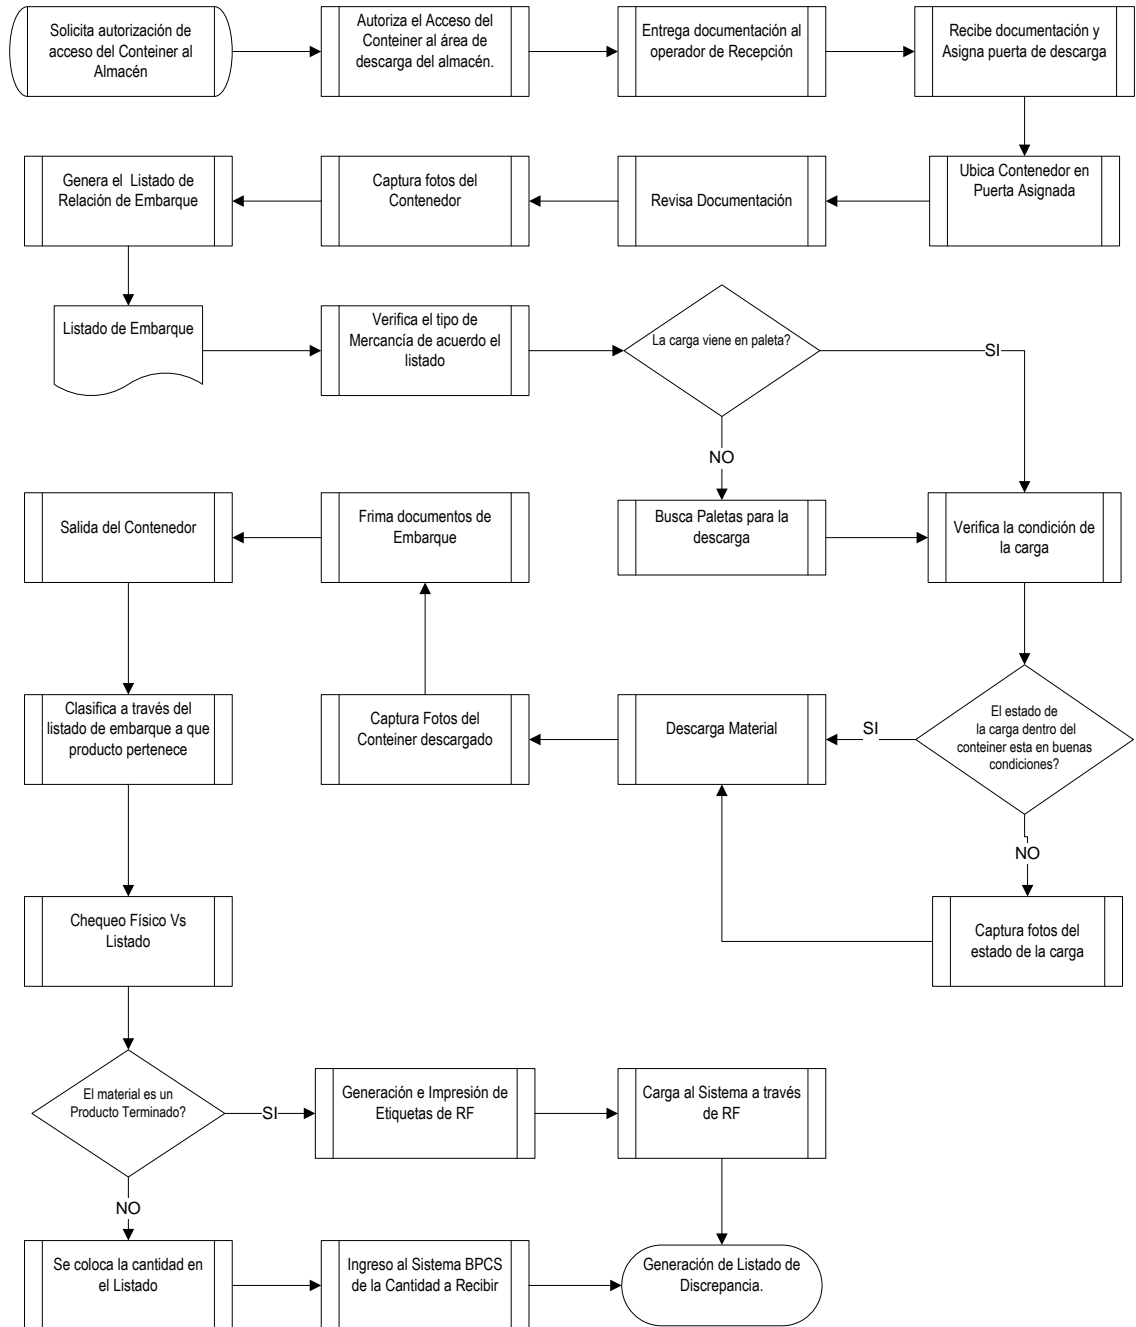 Solicita autorización de
acceso del Conteiner al
Almacén
Autoriza el Acceso del
Conteiner al área de
descarga del almacén.
Entrega documentación al
operador de Recepción
Recibe documentación y
Asigna puerta de descarga
Ubica Contenedor en
Puerta Asignada
Revisa Documentación
Captura fotos del
Contenedor
Genera el Listado de
Relación de Embarque
Listado de Embarque
Verifica el tipo de
Mercancía de acuerdo el
listado
La carga viene en paleta?
SI
NO
Busca Paletas para la
descarga
Verifica la condición de
la carga
El estado de
la carga dentro del
conteiner esta en buenas
condiciones?
SI
NO
Captura fotos del
estado de la carga
Descarga Material
Captura Fotos del
Conteiner descargado
Frima documentos de
Embarque
Salida del Contenedor
Clasifica a través del
listado de embarque a que
producto pertenece
Chequeo Físico Vs
Listado
El material es un
Producto Terminado?
SI
Generación e Impresión de
Etiquetas de RF
Carga al Sistema a través
de RF
NO
Se coloca la cantidad en
el Listado
Ingreso al Sistema BPCS
de la Cantidad a Recibir
Generación de Listado de
Discrepancia.